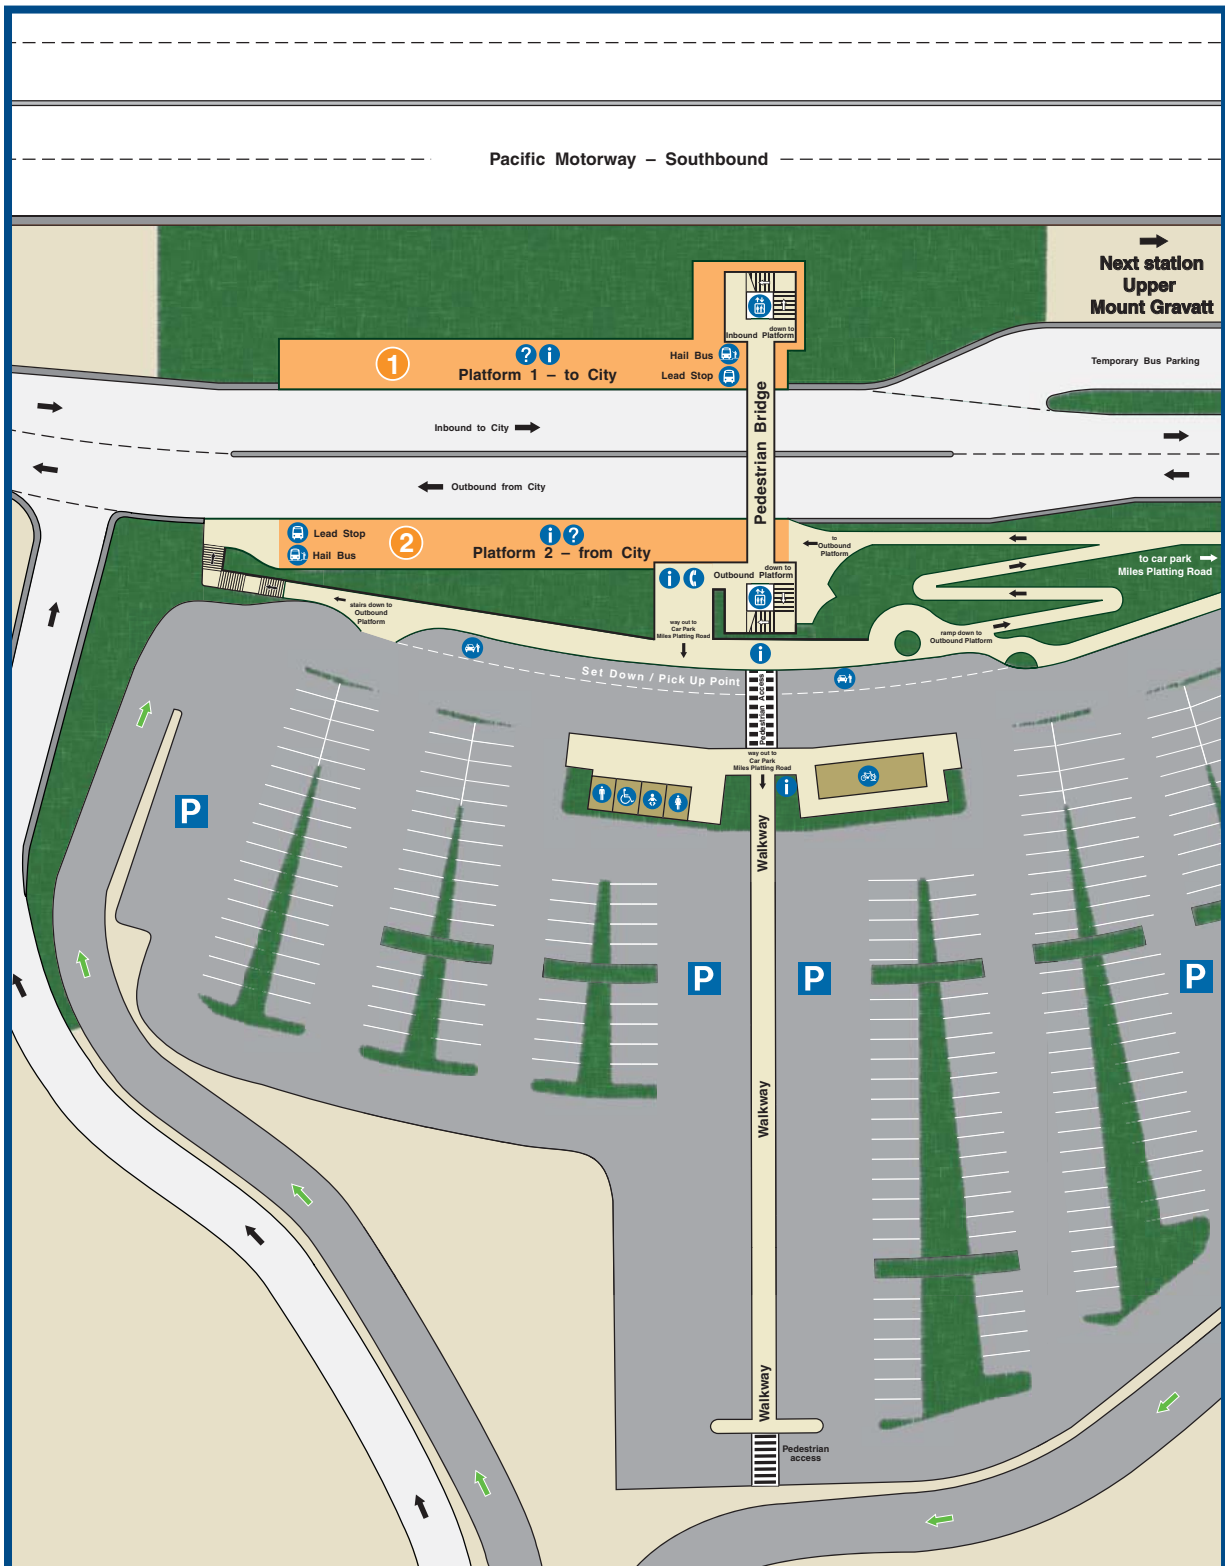 Pacific Motorway – Southbound
Next station
Upper
Mount Gravatt
down to
Inbound Platform
1
? i
Platform 1 – to City
Hail Bus
Lead Stop
Temporary Bus Parking
Pedestrian Bridge
Inbound to City
Outbound from City
Lead Stop
Hail Bus
2
i ?
Platform 2 – from City
to
Outbound
Platform
to car park
Miles Platting Road
down to
Outbound Platform
i
stairs down to
Outbound
Platform
way out to
Car Park
Miles Platting Road
ramp down to
Outbound Platform
i
Set Down / Pick Up Point
Pedestrian Access
way out to
Car Park
Miles Platting Road
i
P
Walkway
P
P
P
Walkway
Walkway
Pedestrian
access